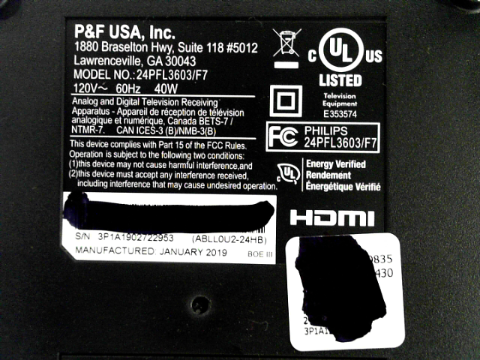 P&F USA, Inc.
1880 Braselton Hwy, Suite 118 #5012
Lawrenceville, GA 30043
MODEL NO.:24PFL3603/F7
120V~ 60Hz 40W
Analog and Digital Television Receiving
Apparatus - Appareil de réception de télévision
analogique et numérique, Canada BETS-7 /
NTMR-7. CAN ICES-3 (B)/NMB-3(B)
This device complies with Part 15 of the FCC Rules.
Operation is subject to the following two conditions:
(1)this device may not cause harmful interference,and
(2)this device must accept any interference received,
including interference that may cause undesired operation.
c UL US
LISTED
Television
Equipment
E353574
FC PHILIPS
24PFL3603/F7
Energy Verified
Rendement
Énergétique Vérifié
HDMI
S/N 3P1A1902722953 (ABLL0U2-24HB)
MANUFACTURED: JANUARY 2019 BOE III
0835
430
3P1A1